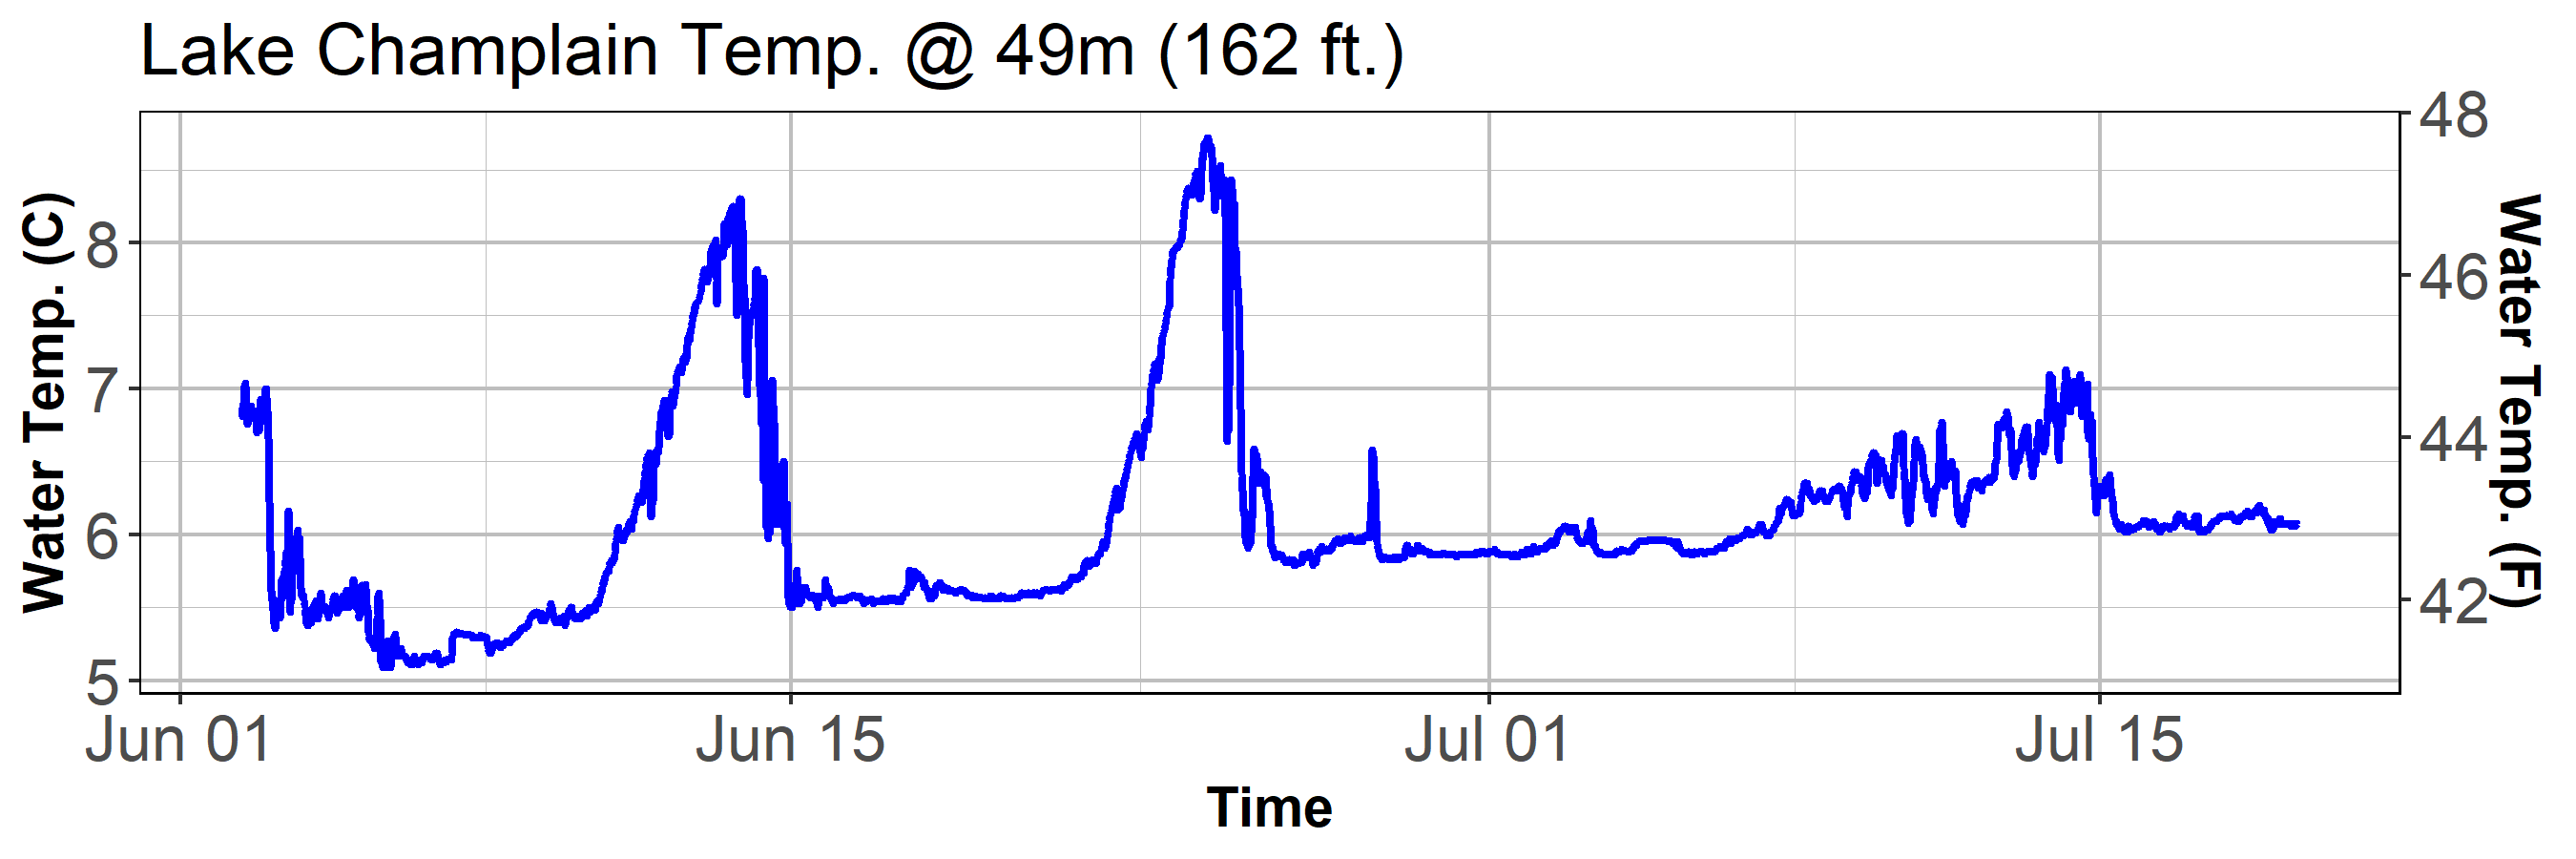 Lake Champlain Temp. @ 49m (162 ft.)
Water Temp. (C)
8
7
6
5
48
46
44
42
Water Temp. (F)
Jun 01
Jun 15
Jul 01
Jul 15
Time